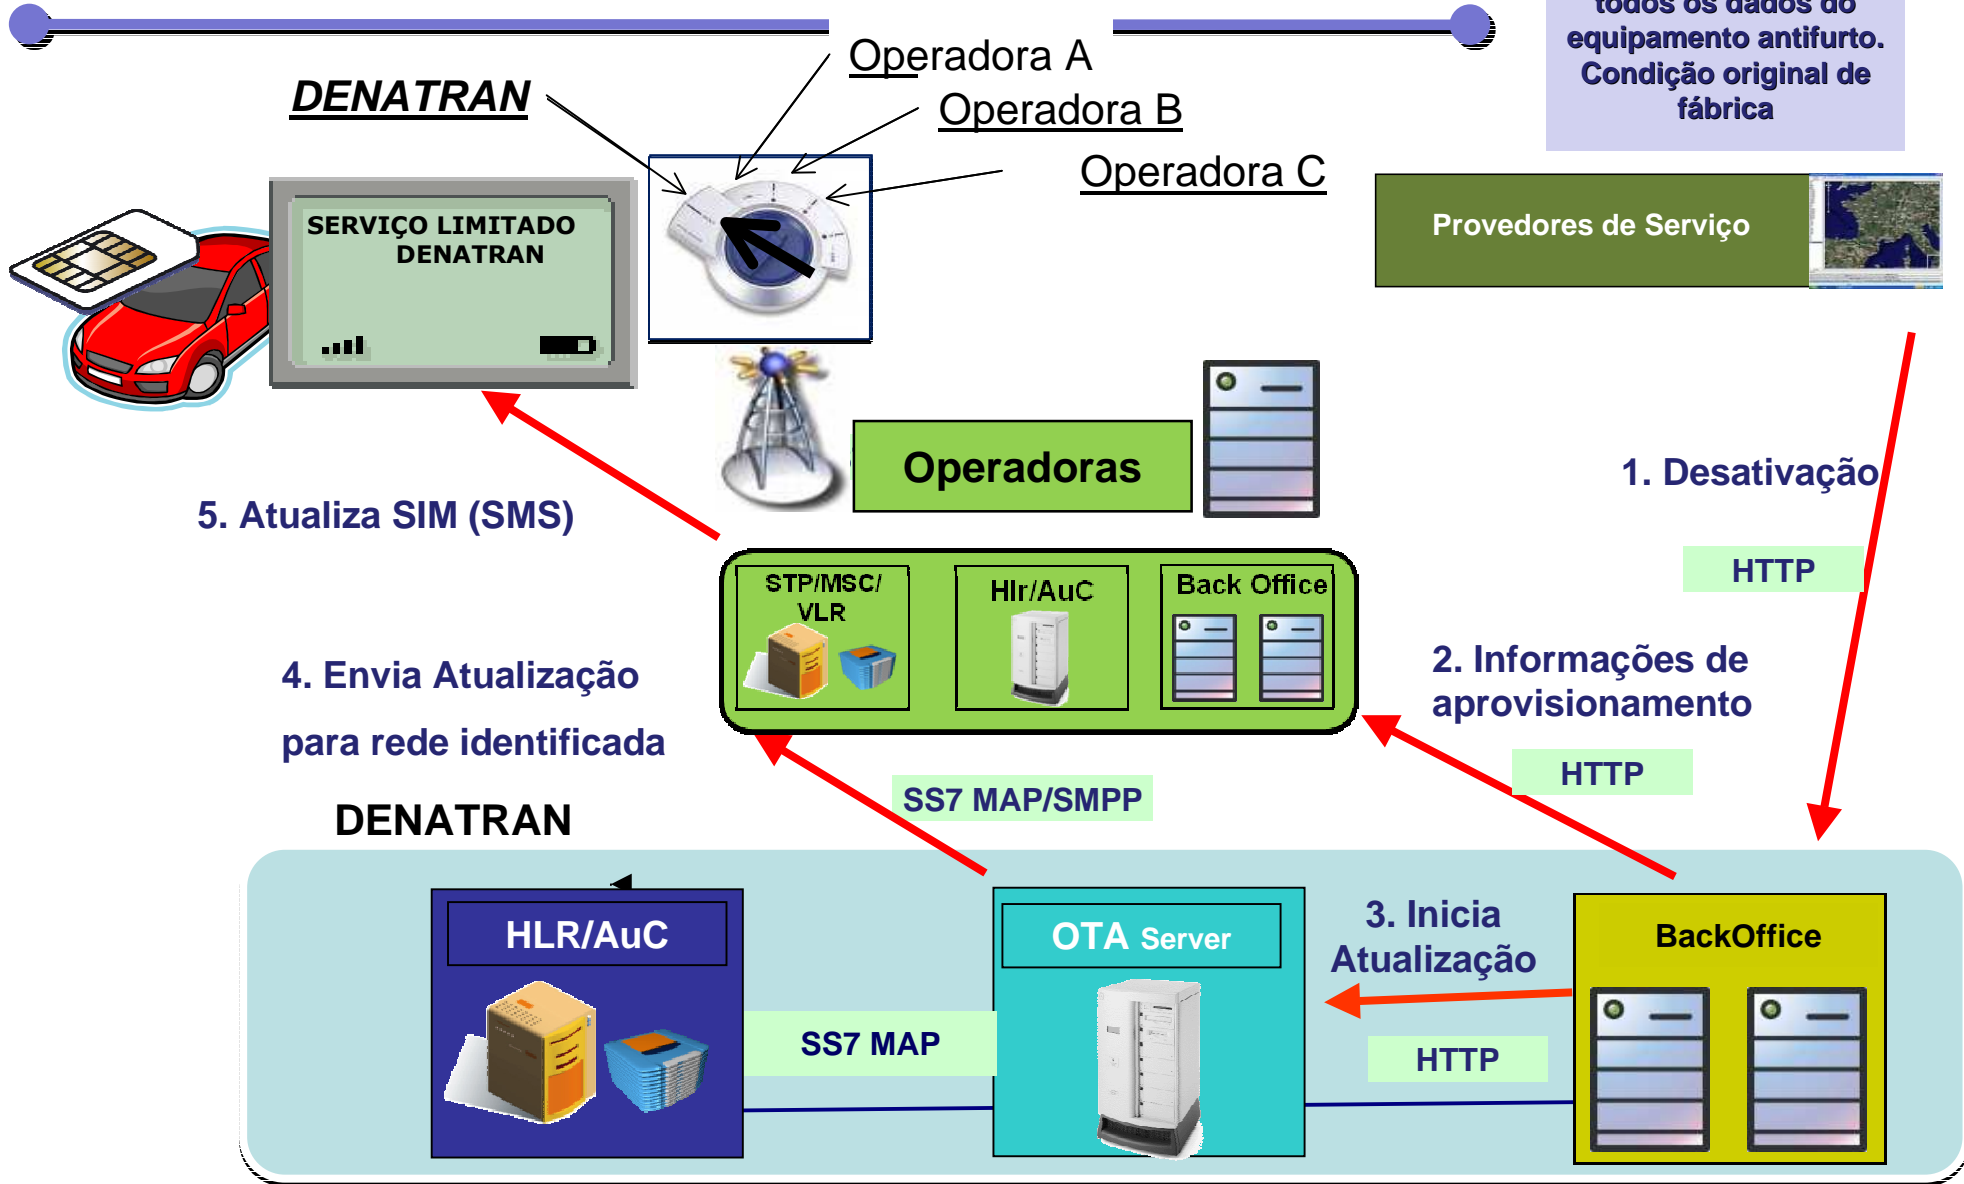 todos os dados do
equipamento antifurto.
Condição original de
fábrica
Operadora A
DENATRAN
Operadora B
Operadora C
SERVIÇO LIMITADO
DENATRAN
Provedores de Serviço
Operadoras
1. Desativação
5. Atualiza SIM (SMS)
HTTP
STP/MSC/
VLR
Hlr/AuC
Back Office
2. Informações de
aprovisionamento
4. Envia Atualização
para rede identificada
HTTP
SS7 MAP/SMPP
DENATRAN
HLR/AuC
OTA Server
3. Inicia
Atualização
BackOffice
SS7 MAP
HTTP